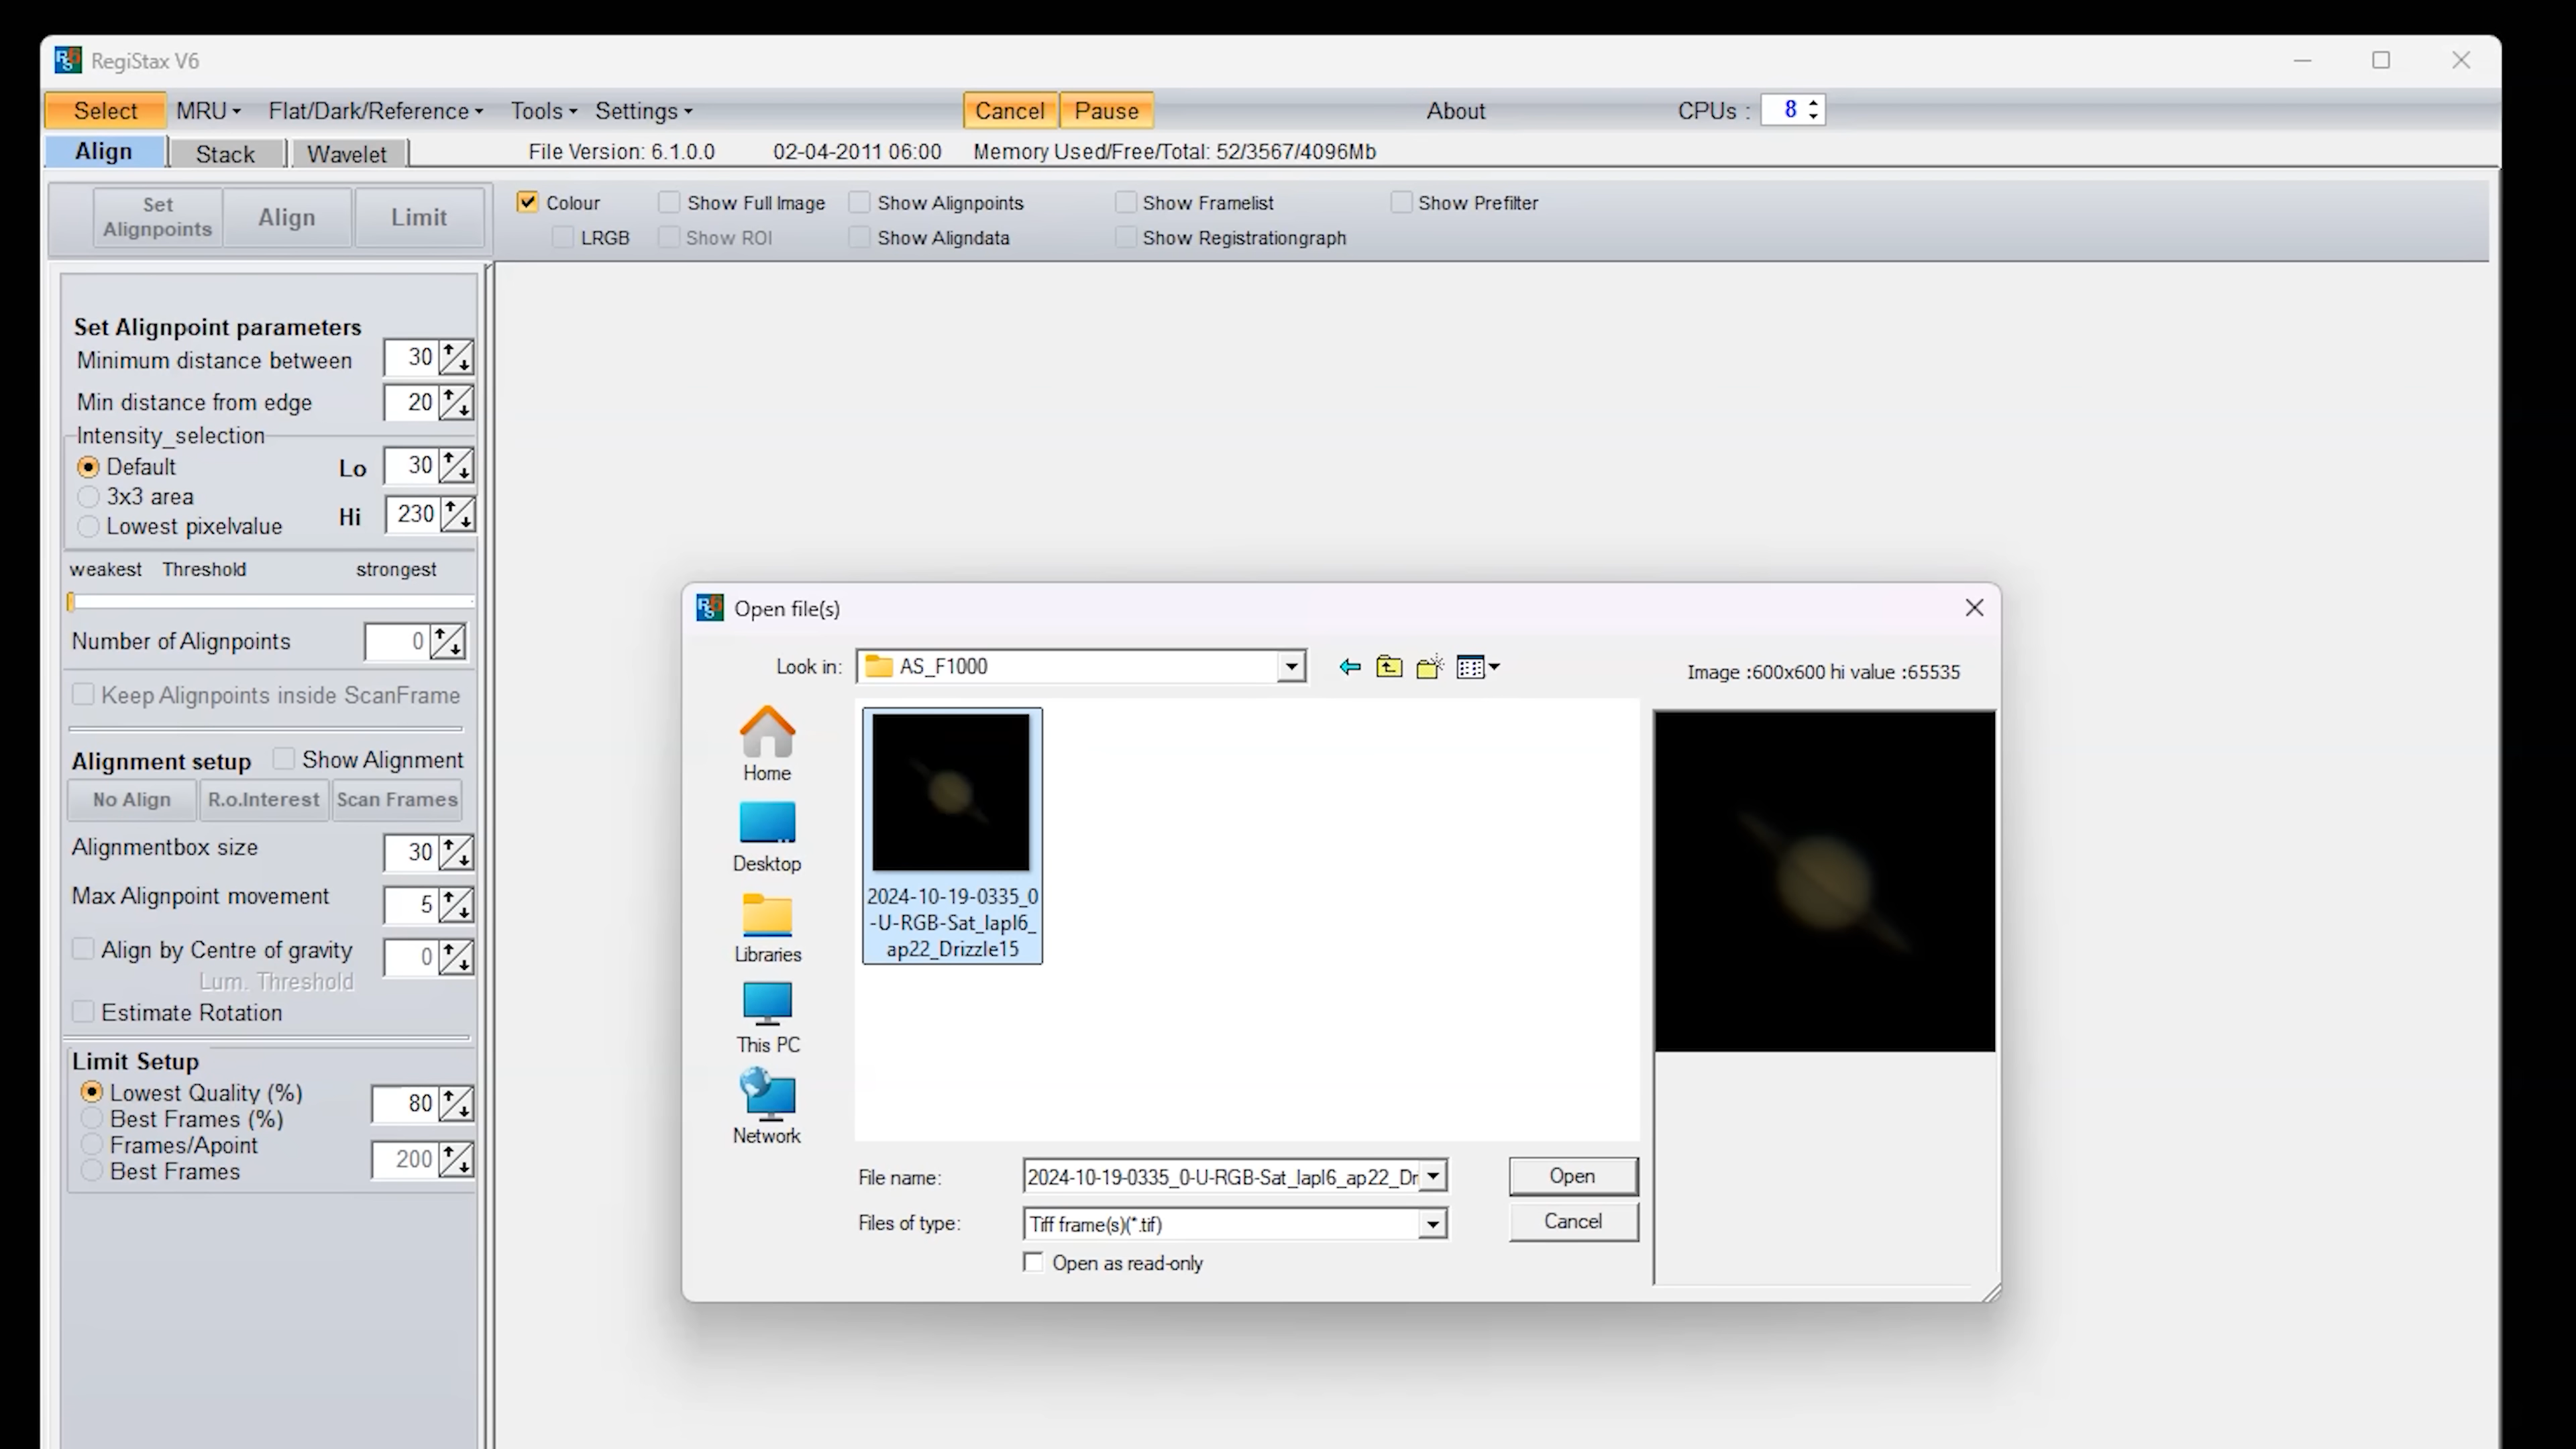 RegiStax V6
Select MRU Flat/Dark/Reference Tools Settings Cancel Pause About CPUs : 8
Align Stack Wavelet File Version: 6.1.0.0 02-04-2011 06:00 Memory Used/Free/Total: 52/3567/4096Mb
Set Alignpoints Align Limit
Colour Show Full Image Show Alignpoints Show Framelist Show Prefilter
LRGB Show ROI Show Aligndata Show Registrationgraph
Set Alignpoint parameters
Minimum distance between 30
Min distance from edge 20
Intensity_selection
Default Lo 30
3x3 area
Lowest pixelvalue Hi 230
weakest Threshold strongest
Number of Alignpoints 0
Keep Alignpoints inside ScanFrame
Alignment setup Show Alignment
No Align R.o.Interest Scan Frames
Alignmentbox size 30
Max Alignpoint movement 5
Align by Centre of gravity 0
Lum. Threshold
Estimate Rotation
Limit Setup
Lowest Quality (%) 80
Best Frames (%)
Frames/Apoint 200
Best Frames
Open file(s)
Look in: AS_F1000
Image :600x600 hi value :65535
Home
Desktop
Libraries
This PC
Network
2024-10-19-0335_0
-U-RGB-Sat_lapl6_
ap22_Drizzle15
File name: 2024-10-19-0335_0-U-RGB-Sat_lapl6_ap22_Dr Open
Files of type: Tiff frame(s)(*.tif) Cancel
Open as read-only